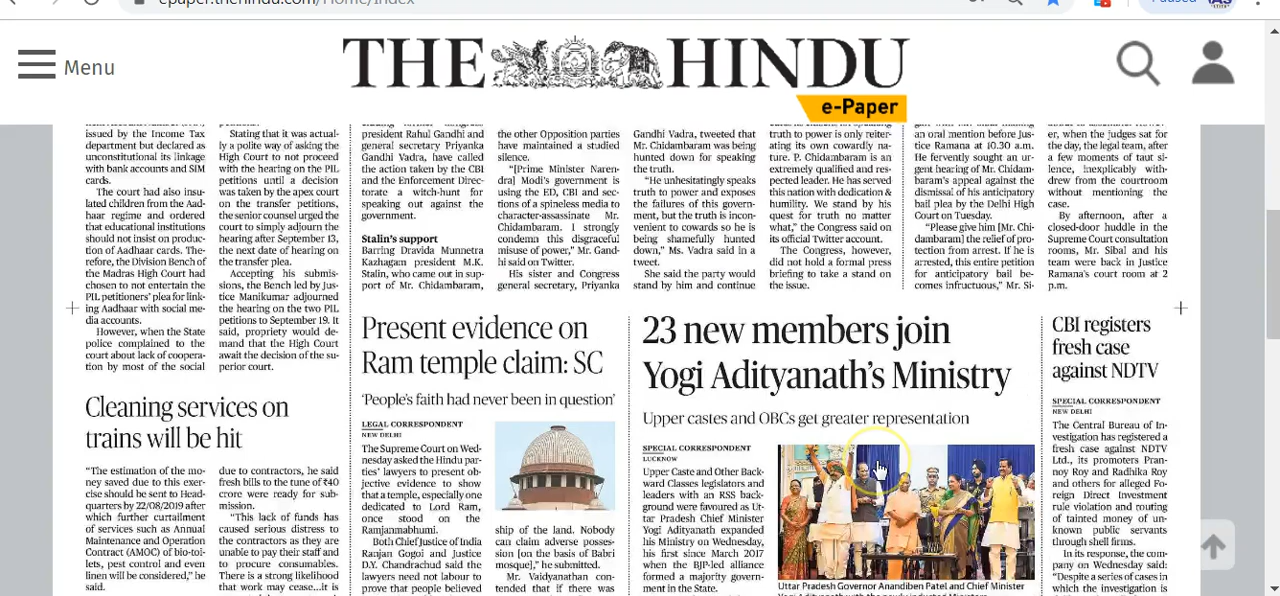 epaper.thehindu.com/Home/Index
Paused
Menu
THE HINDU
e-Paper
issued by the Income Tax
department but declared as
unconstitutional its linkage
with bank accounts and SIM
cards.
The court had also insu-
lated children from the Aad-
haar regime and ordered
that educational institutions
should not insist on produc-
tion of Aadhaar cards. The-
refore, the Division Bench of
the Madras High Court had
chosen to not entertain the
PIL petitioners' plea for link-
ing Aadhaar with social me-
dia accounts.
However, when the State
police complained to the
court about lack of coopera-
tion by most of the social
Stating that it was actual-
ly a polite way of asking the
High Court to not proceed
with the hearing on the PIL
petitions until a decision
was taken by the apex court
on the transfer petitions,
the senior counsel urged the
court to simply adjourn the
hearing after September 13,
the next date of hearing on
the transfer plea.
Accepting his submis-
sions, the Bench led by Jus-
tice Manikumar adjourned
the hearing on the two PIL
petitions to September 19. It
said, propriety would de-
mand that the High Court
await the decision of the su-
perior court.
president Rahul Gandhi and
general secretary Priyanka
Gandhi Vadra, have called
the action taken by the CBI
and the Enforcement Direc-
torate a witch-hunt for
speaking out against the
government.
Stalin's support
Barring Dravida Munnetra
Kazhagam president M.K.
Stalin, who came out in sup-
port of Mr. Chidambaram,
the other Opposition parties
have maintained a studied
silence.
"[Prime Minister Naren-
dra] Modi's government is
using the ED, CBI and sec-
tions of a spineless media to
character-assassinate Mr.
Chidambaram. I strongly
condemn this disgraceful
misuse of power," Mr. Gand-
hi said on Twitter.
His sister and Congress
general secretary, Priyanka
Gandhi Vadra, tweeted that
Mr. Chidambaram was being
hunted down for speaking
the truth.
"He unhesitatingly speaks
truth to power and exposes
the failures of this govern-
ment, but the truth is incon-
venient to cowards so he is
being shamefully hunted
down," Ms. Vadra said in a
tweet.
She said the party would
stand by him and continue
truth to power is only reiter-
ating its own cowardly na-
ture. P. Chidambaram is an
extremely qualified and res-
pected leader. He has served
this nation with dedication &
humility. We stand by his
quest for truth no matter
what," the Congress said on
its official Twitter account.
The Congress, however,
did not hold a formal press
briefing to take a stand on
the issue.
an oral mention before Jus-
tice Ramana at 10.30 a.m.
He fervently sought an ur-
gent hearing of Mr. Chidam-
baram's appeal against the
dismissal of his anticipatory
bail plea by the Delhi High
Court on Tuesday.
"Please give him [Mr. Chi-
dambaram] the relief of pro-
tection from arrest. If he is
arrested, this entire petition
for anticipatory bail be-
comes infructuous," Mr. Si-
er, when the judges sat for
the day, the legal team, after
a few moments of taut si-
lence, inexplicably with-
drew from the courtroom
without mentioning the
case.
By afternoon, after a
closed-door huddle in the
Supreme Court consultation
rooms, Mr. Sibal and his
team were back in Justice
Ramana's court room at 2
p.m.
Cleaning services on
trains will be hit
"The estimation of the mo-
ney saved due to this exer-
cise should be sent to Head-
quarters by 22/08/2019 after
which further curtailment
of services such as Annual
Maintenance and Operation
Contract (AMOC) of bio-toi-
lets, pest control and even
linen will be considered," he
said.
due to contractors, he said
fresh bills to the tune of ₹40
crore were ready for sub-
mission.
"This lack of funds has
caused serious distress to
the contractors as they are
unable to pay their staff and
to procure consumables.
There is a strong likelihood
that work may cease...it is
Present evidence on
Ram temple claim: SC
'People's faith had never been in question'
LEGAL CORRESPONDENT
NEW DELHI
The Supreme Court on Wed-
nesday asked the Hindu par-
ties' lawyers to present ob-
jective evidence to show
that a temple, especially one
dedicated to Lord Ram,
once stood on the
Ramjanmabhumi.
Both Chief Justice of India
Ranjan Gogoi and Justice
D.Y. Chandrachud said the
lawyers need not labour to
prove that people believed
ship of the land. Nobody
can claim adverse posses-
sion [on the basis of Babri
mosque]," he submitted.
Mr. Vaidyanathan con-
tended that if there was
23 new members join
Yogi Adityanath's Ministry
Upper castes and OBCs get greater representation
SPECIAL CORRESPONDENT
LUCKNOW
Upper Caste and Other Back-
ward Classes legislators and
leaders with an RSS back-
ground were favoured as Ut-
tar Pradesh Chief Minister
Yogi Adityanath expanded
his Ministry on Wednesday,
his first since March 2017
when the BJP-led alliance
formed a majority govern-
ment in the State.
Uttar Pradesh Governor Anandiben Patel and Chief Minister
CBI registers
fresh case
against NDTV
SPECIAL CORRESPONDENT
NEW DELHI
The Central Bureau of In-
vestigation has registered a
fresh case against NDTV
Ltd., its promoters Pran-
noy Roy and Radhika Roy
and others for alleged Fo-
reign Direct Investment
rule violation and routing
of tainted money of un-
known public servants
through shell firms.
In its response, the com-
pany on Wednesday said:
"Despite a series of cases in
which the investigation is